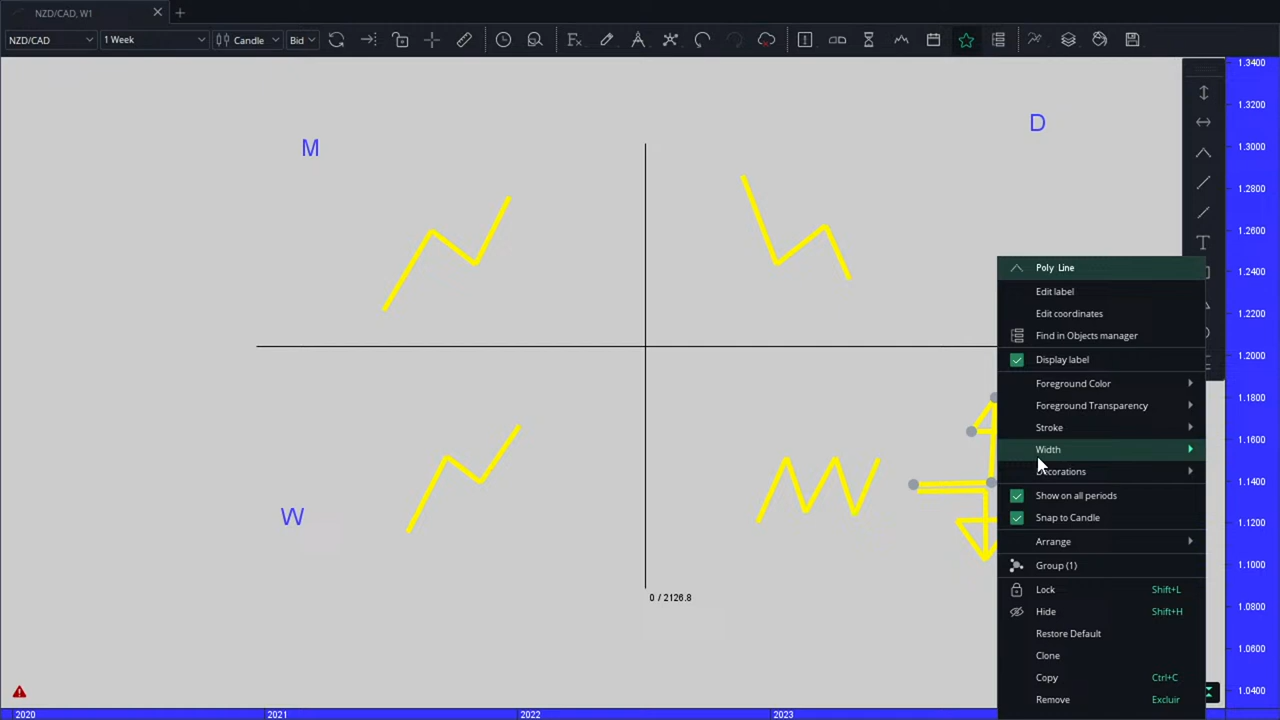 NZD/CAD, W1
NZD/CAD
1 Week
Candle
Bid
M
D
W
0 / 2126.8
Poly Line
Edit label
Edit coordinates
Find in Objects manager
Display label
Foreground Color
Foreground Transparency
Stroke
Width
Decorations
Show on all periods
Snap to Candle
Arrange
Group (1)
Lock Shift+L
Hide Shift+H
Restore Default
Clone
Copy Ctrl+C
Remove Excluir
1.3400
1.3200
1.3000
1.2800
1.2600
1.2400
1.2200
1.2000
1.1800
1.1600
1.1400
1.1200
1.1000
1.0800
1.0600
1.0400
2020
2021
2022
2023